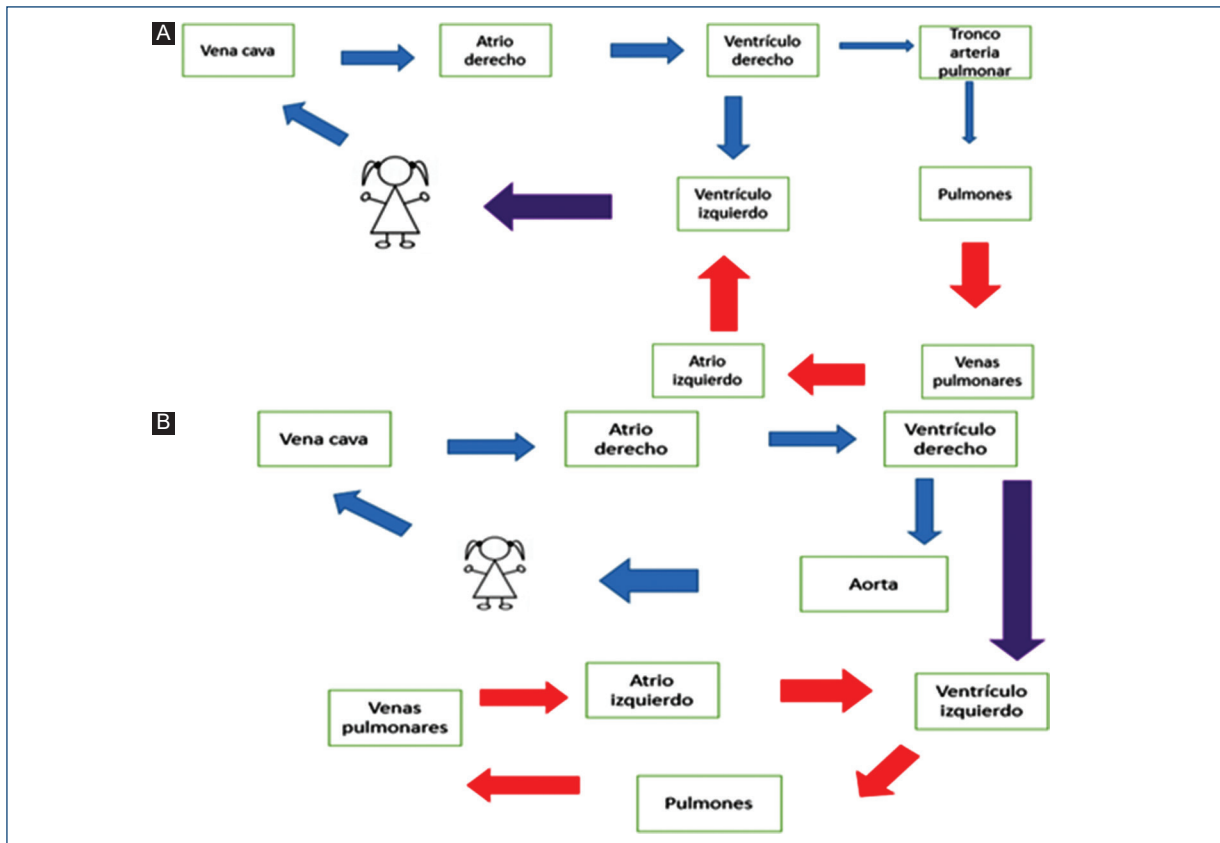 A
Vena cava
Atrio
derecho
Ventrículo
derecho
Tronco
arteria
pulmonar
Ventrículo
izquierdo
Pulmones
Atrio
izquierdo
Venas
pulmonares
B
Vena cava
Atrio
derecho
Ventrículo
derecho
Aorta
Venas
pulmonares
Atrio
izquierdo
Ventrículo
izquierdo
Pulmones